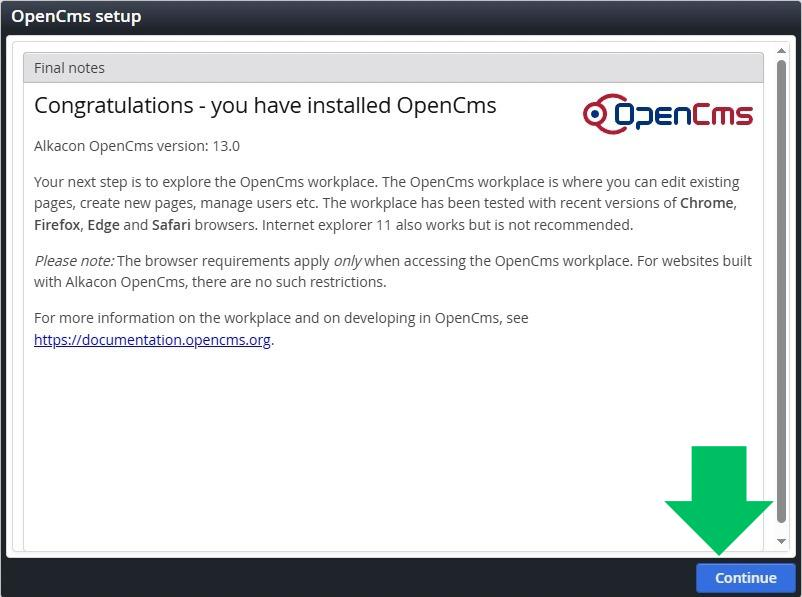 OpenCms setup
Final notes
Congratulations - you have installed OpenCms
OpenCms
Alkacon OpenCms version: 13.0
Your next step is to explore the OpenCms workplace. The OpenCms workplace is where you can edit existing
pages, create new pages, manage users etc. The workplace has been tested with recent versions of Chrome,
Firefox, Edge and Safari browsers. Internet explorer 11 also works but is not recommended.
Please note: The browser requirements apply only when accessing the OpenCms workplace. For websites built
with Alkacon OpenCms, there are no such restrictions.
For more information on the workplace and on developing in OpenCms, see
https://documentation.opencms.org.
Continue